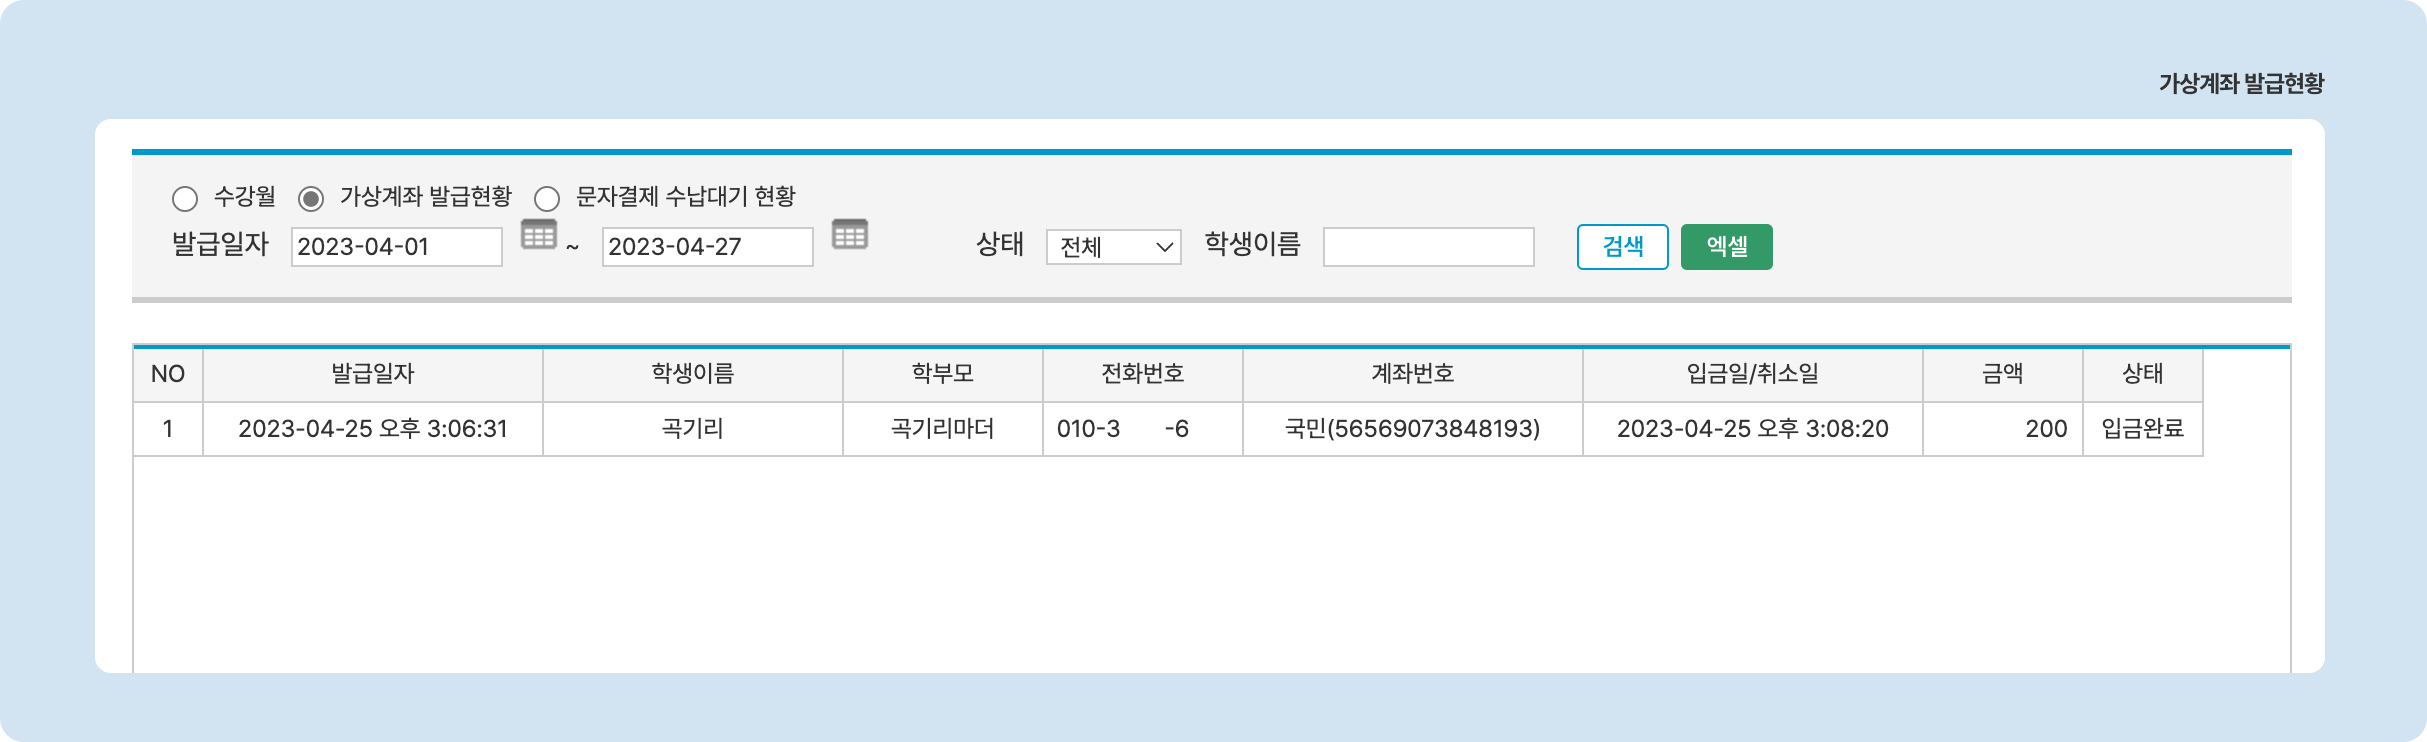 가상계좌 발급현황
수강월 가상계좌 발급현황 문자결제 수납대기 현황
발급일자 2023-04-01 ~ 2023-04-27 상태 전체 학생이름 검색 엑셀
NO 발급일자 학생이름 학부모 전화번호 계좌번호 입금일/취소일 금액 상태
1 2023-04-25 오후 3:06:31 곡기리 곡기리마더 010-3 -6 국민(56569073848193) 2023-04-25 오후 3:08:20 200 입금완료